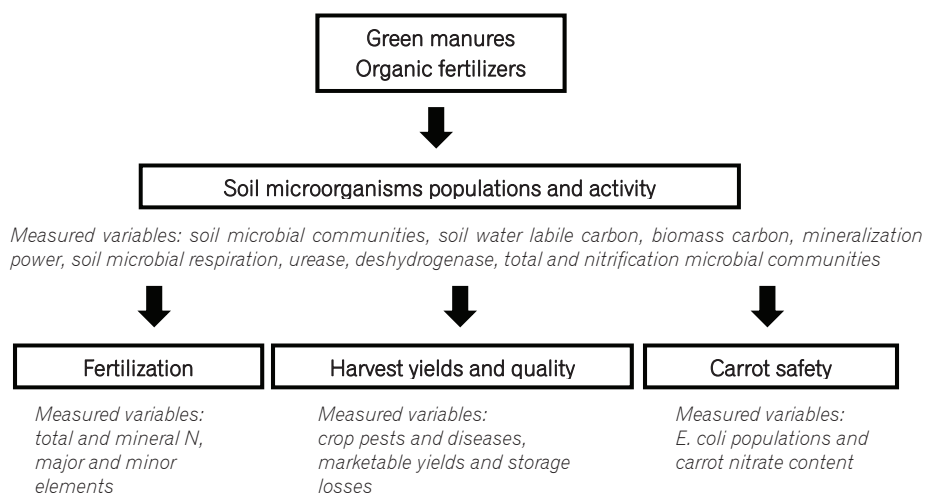 Green manures
Organic fertilizers
Soil microorganisms populations and activity
Measured variables: soil microbial communities, soil water labile carbon, biomass carbon, mineralization
power, soil microbial respiration, urease, deshydrogenase, total and nitrification microbial communities
Fertilization
Harvest yields and quality
Carrot safety
Measured variables:
total and mineral N,
major and minor
elements
Measured variables:
crop pests and diseases,
marketable yields and storage
losses
Measured variables:
E. coli populations and
carrot nitrate content